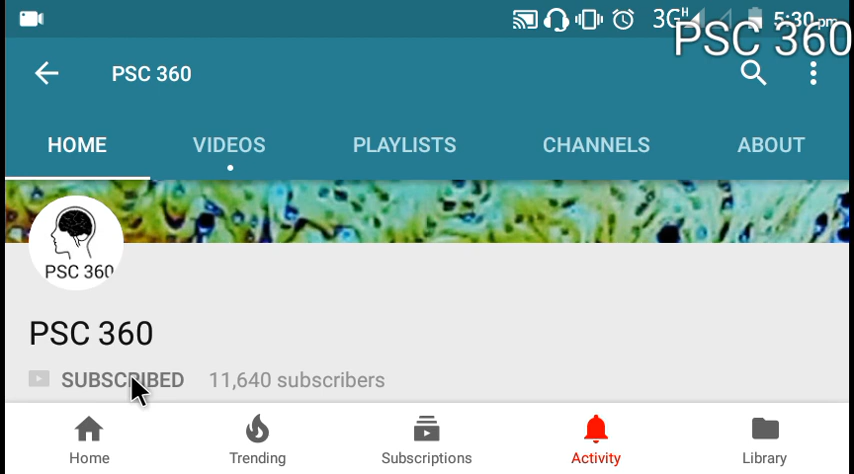 3G H 5:30 pm
PSC 360
PSC 360
HOME VIDEOS PLAYLISTS CHANNELS ABOUT
PSC 360
PSC 360
SUBSCRIBED 11,640 subscribers
Home Trending Subscriptions Activity Library